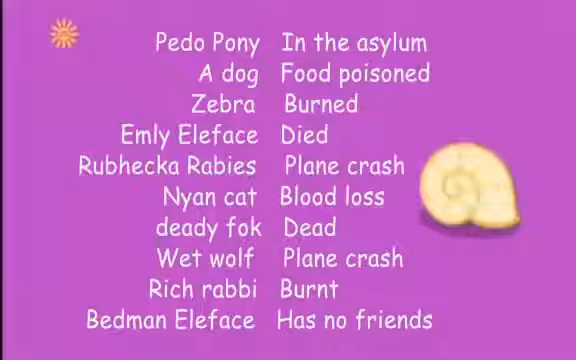 Pedo Pony In the asylum
A dog Food poisoned
Zebra Burned
Emly Eleface Died
Rubhecka Rabies Plane crash
Nyan cat Blood loss
deady fok Dead
Wet wolf Plane crash
Rich rabbi Burnt
Bedman Eleface Has no friends